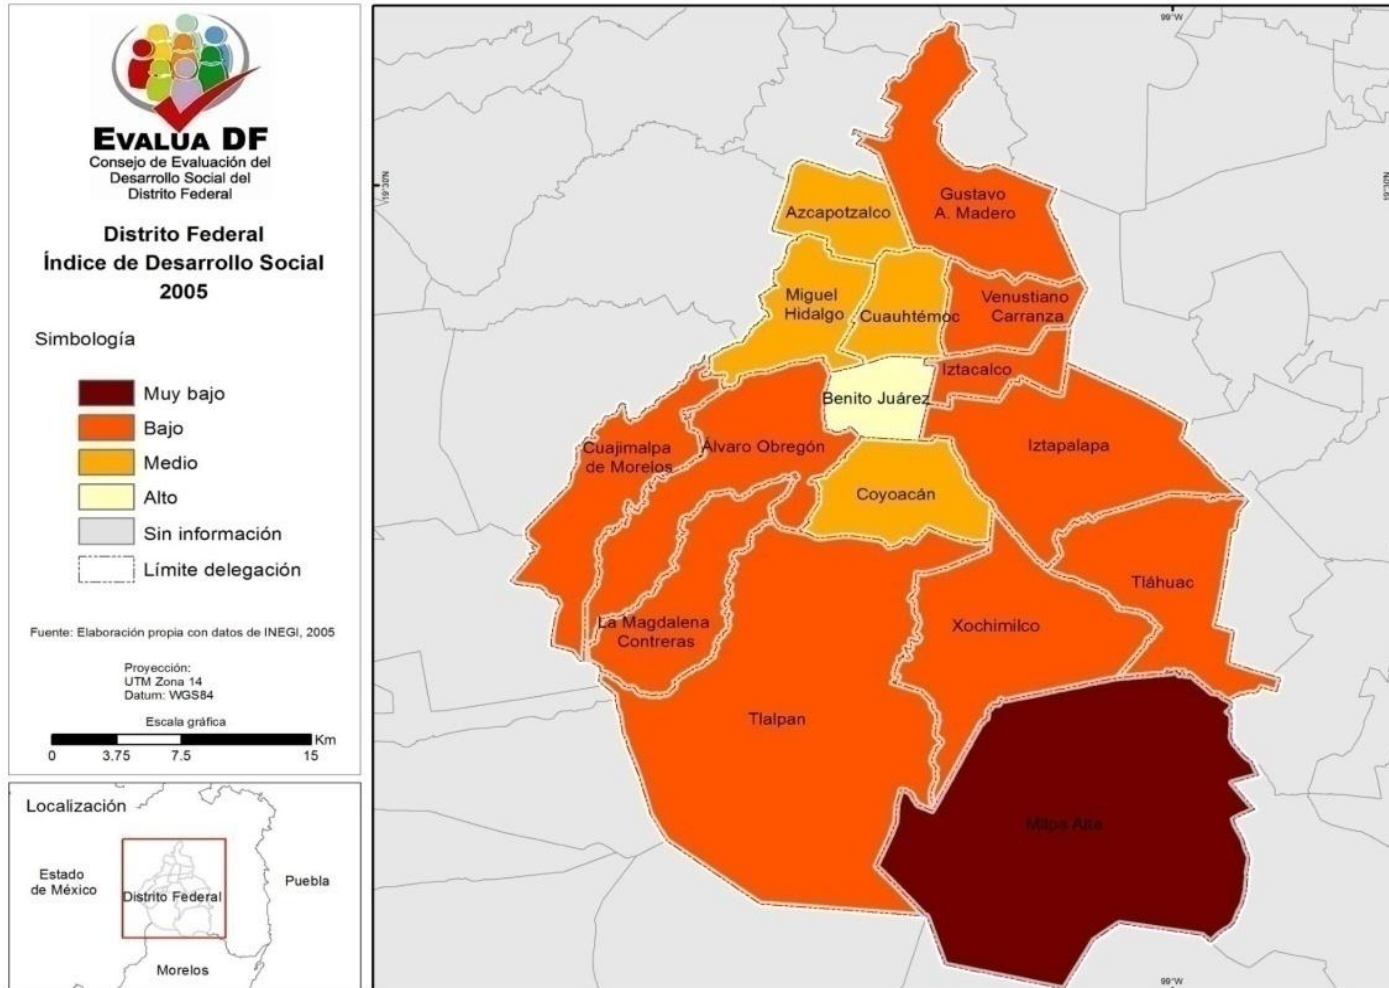 EVALUA DF
Consejo de Evaluación del
Desarrollo Social del
Distrito Federal
Distrito Federal
Índice de Desarrollo Social
2005
Simbología
Muy bajo
Bajo
Medio
Alto
Sin información
Límite delegación
Fuente: Elaboración propia con datos de INEGI, 2005
Proyección:
UTM Zona 14
Datum: WGS84
Escala gráfica
Km
0 3.75 7.5 15
Localización
Estado
de México
Puebla
Distrito Federal
Morelos
99°W
19°30'N
19°30'N
Gustavo
A. Madero
Azcapotzalco
Miguel
Hidalgo
Cuauhtémoc
Venustiano
Carranza
Iztacalco
Benito Juárez
Cuajimalpa
de Morelos
Álvaro Obregón
Iztapalapa
Coyoacán
Tláhuac
La Magdalena
Contreras
Xochimilco
Tlalpan
Milpa Alta
99°W